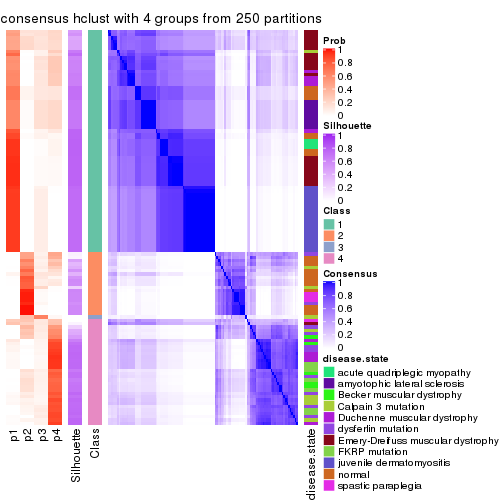 consensus hclust with 4 groups from 250 partitions
Prob
1
0.8
0.6
0.4
0.2
0
Silhouette
1
0.8
0.6
0.4
0.2
0
Class
1
2
3
4
Consensus
1
0.8
0.6
0.4
0.2
0
disease.state
acute quadriplegic myopathy
amyotophic lateral sclerosis
Becker muscular dystrophy
Calpain 3 mutation
Duchenne muscular dystrophy
dysferlin mutation
Emery-Dreifuss muscular dystrophy
FKRP mutation
juvenile dermatomyositis
normal
spastic paraplegia
p1
p2
p3
p4
Silhouette
Class
disease.state